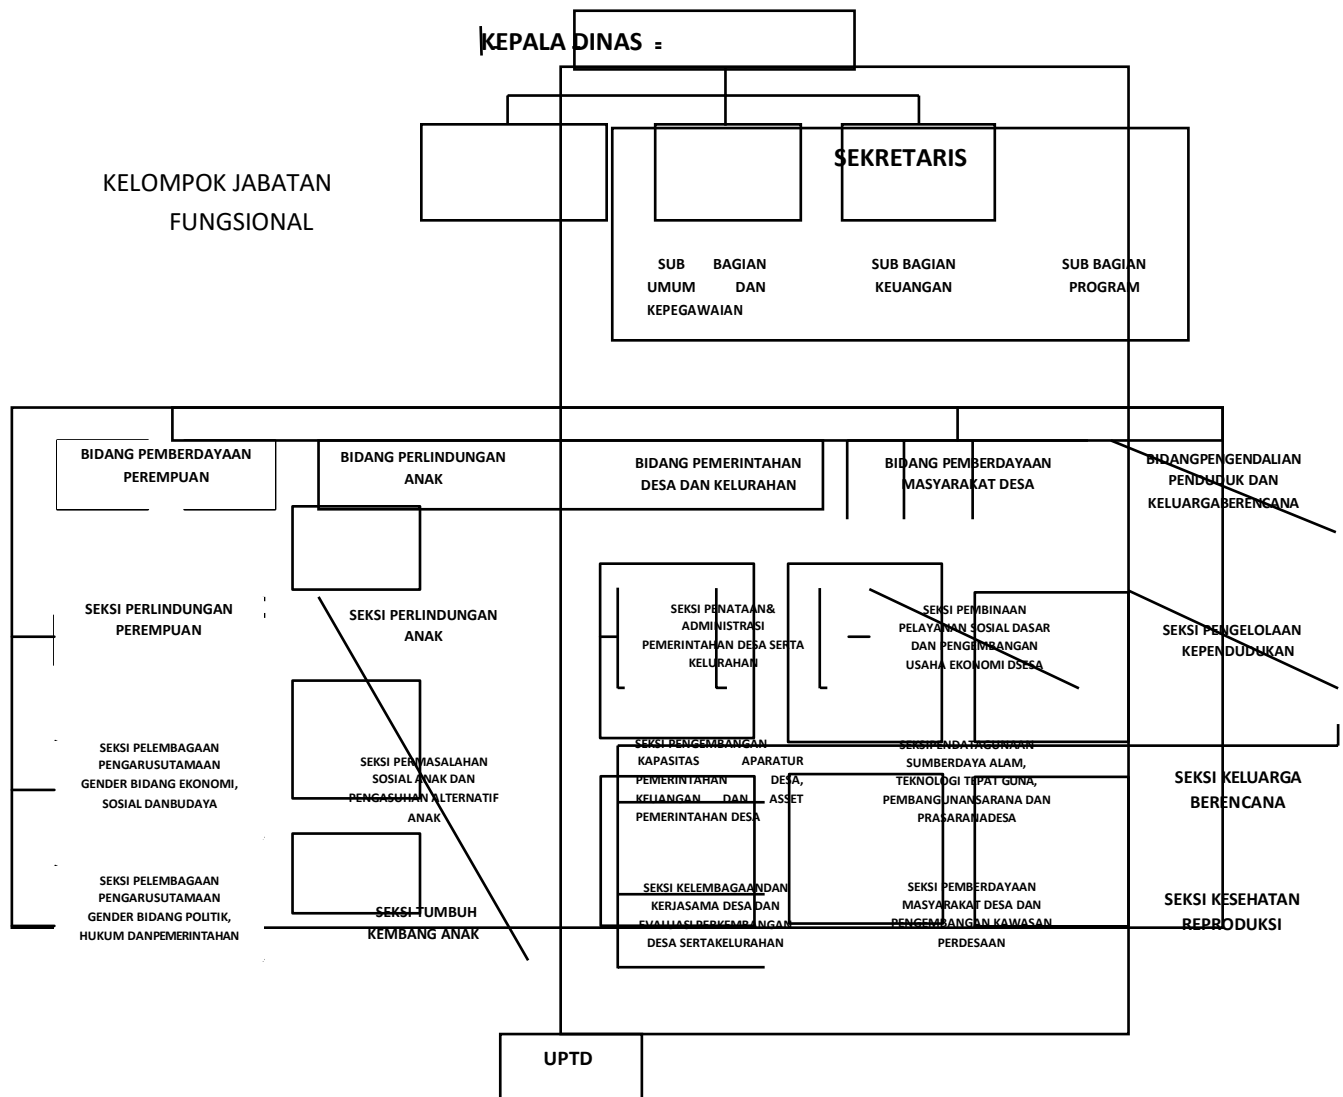 KEPALA DINAS
SEKRETARIS
KELOMPOK JABATAN
FUNGSIONAL
SUB BAGIAN
UMUM DAN
KEPEGAWAIAN
SUB BAGIAN
KEUANGAN
SUB BAGIAN
PROGRAM
BIDANG PEMBERDAYAAN
PEREMPUAN
BIDANG PERLINDUNGAN
ANAK
BIDANG PEMERINTAHAN
DESA DAN KELURAHAN
BIDANG PEMBERDAYAAN
MASYARAKAT DESA
BIDANGPENGENDALIAN
PENDUDUK DAN
KELUARGABERENCANA
SEKSI PERLINDUNGAN
PEREMPUAN
SEKSI PERLINDUNGAN
ANAK
SEKSI PENATAAN&
ADMINISTRASI
PEMERINTAHAN DESA SERTA
KELURAHAN
SEKSI PEMBINAAN
PELAYANAN SOSIAL DASAR
DAN PENGEMBANGAN
USAHA EKONOMI DSESA
SEKSI PENGELOLAAN
KEPENDUDUKAN
SEKSI PELEMBAGAAN
PENGARUSUTAMAAN
GENDER BIDANG EKONOMI,
SOSIAL DANBUDAYA
SEKSI PERMASALAHAN
SOSIAL ANAK DAN
PENGASUHAN ALTERNATIF
ANAK
SEKSI PENGEMBANGAN
KAPASITAS APARATUR
PEMERINTAHAN DESA,
KEUANGAN DAN ASSET
PEMERINTAHAN DESA
SEKSIPENDATAGUNAAN
SUMBERDAYA ALAM,
TEKNOLOGI TEPAT GUNA,
PEMBANGUNANSARANA DAN
PRASARANADESA
SEKSI KELUARGA
BERENCANA
SEKSI PELEMBAGAAN
PENGARUSUTAMAAN
GENDER BIDANG POLITIK,
HUKUM DANPEMERINTAHAN
SEKSI TUMBUH
KEMBANG ANAK
SEKSI KELEMBAGAANDAN
KERJASAMA DESA DAN
EVALUASI PERKEMBANGAN
DESA SERTAKELURAHAN
SEKSI PEMBERDAYAAN
MASYARAKAT DESA DAN
PENGEMBANGAN KAWASAN
PERDESAAN
SEKSI KESEHATAN
REPRODUKSI
UPTD